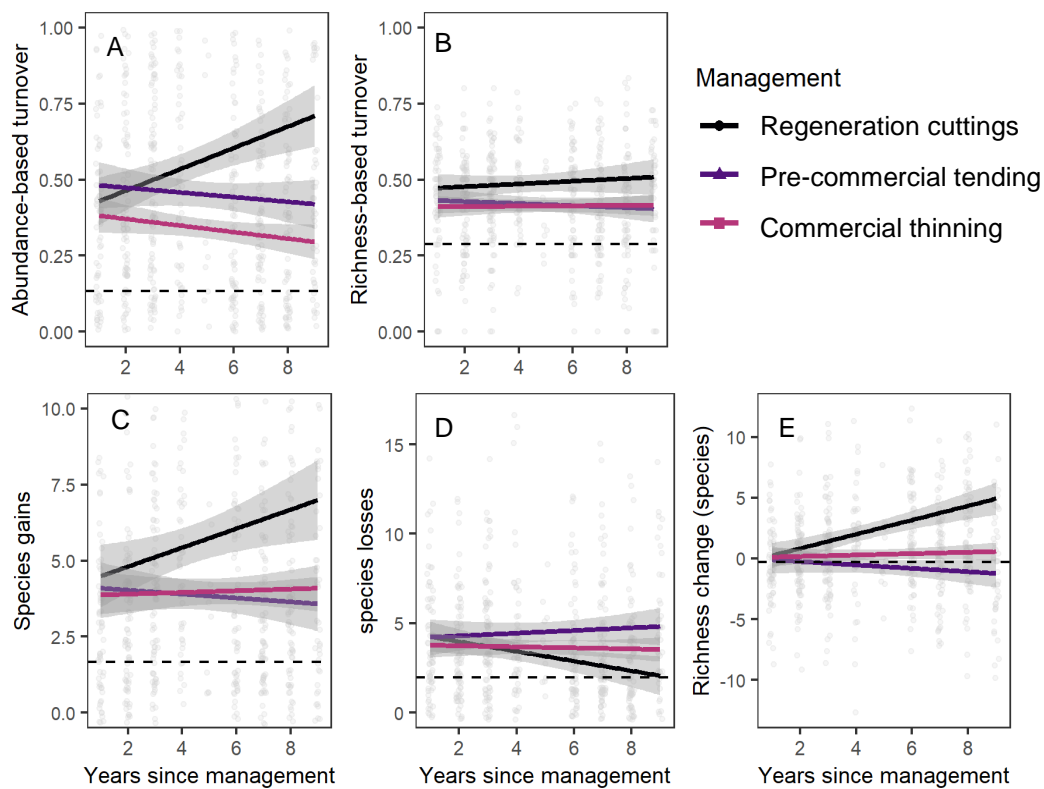 A
Abundance-based turnover
1.00
0.75
0.50
0.25
0.00
2 4 6 8
B
Richness-based turnover
1.00
0.75
0.50
0.25
0.00
2 4 6 8
Management
Regeneration cuttings
Pre-commercial tending
Commercial thinning
C
Species gains
10.0
7.5
5.0
2.5
0.0
2 4 6 8
Years since management
D
species losses
15
10
5
0
2 4 6 8
Years since management
E
Richness change (species)
10
5
0
-5
-10
2 4 6 8
Years since management